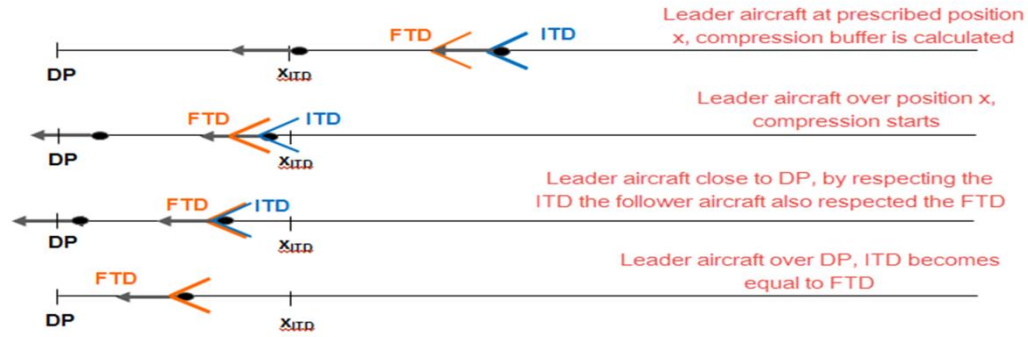 Leader aircraft at prescribed position
x, compression buffer is calculated
FTD ITD
DP xITD
Leader aircraft over position x,
compression starts
FTD ITD
DP xITD
Leader aircraft close to DP, by respecting the
ITD the follower aircraft also respected the FTD
FTD ITD
DP xITD
Leader aircraft over DP, ITD becomes
equal to FTD
FTD
DP xITD